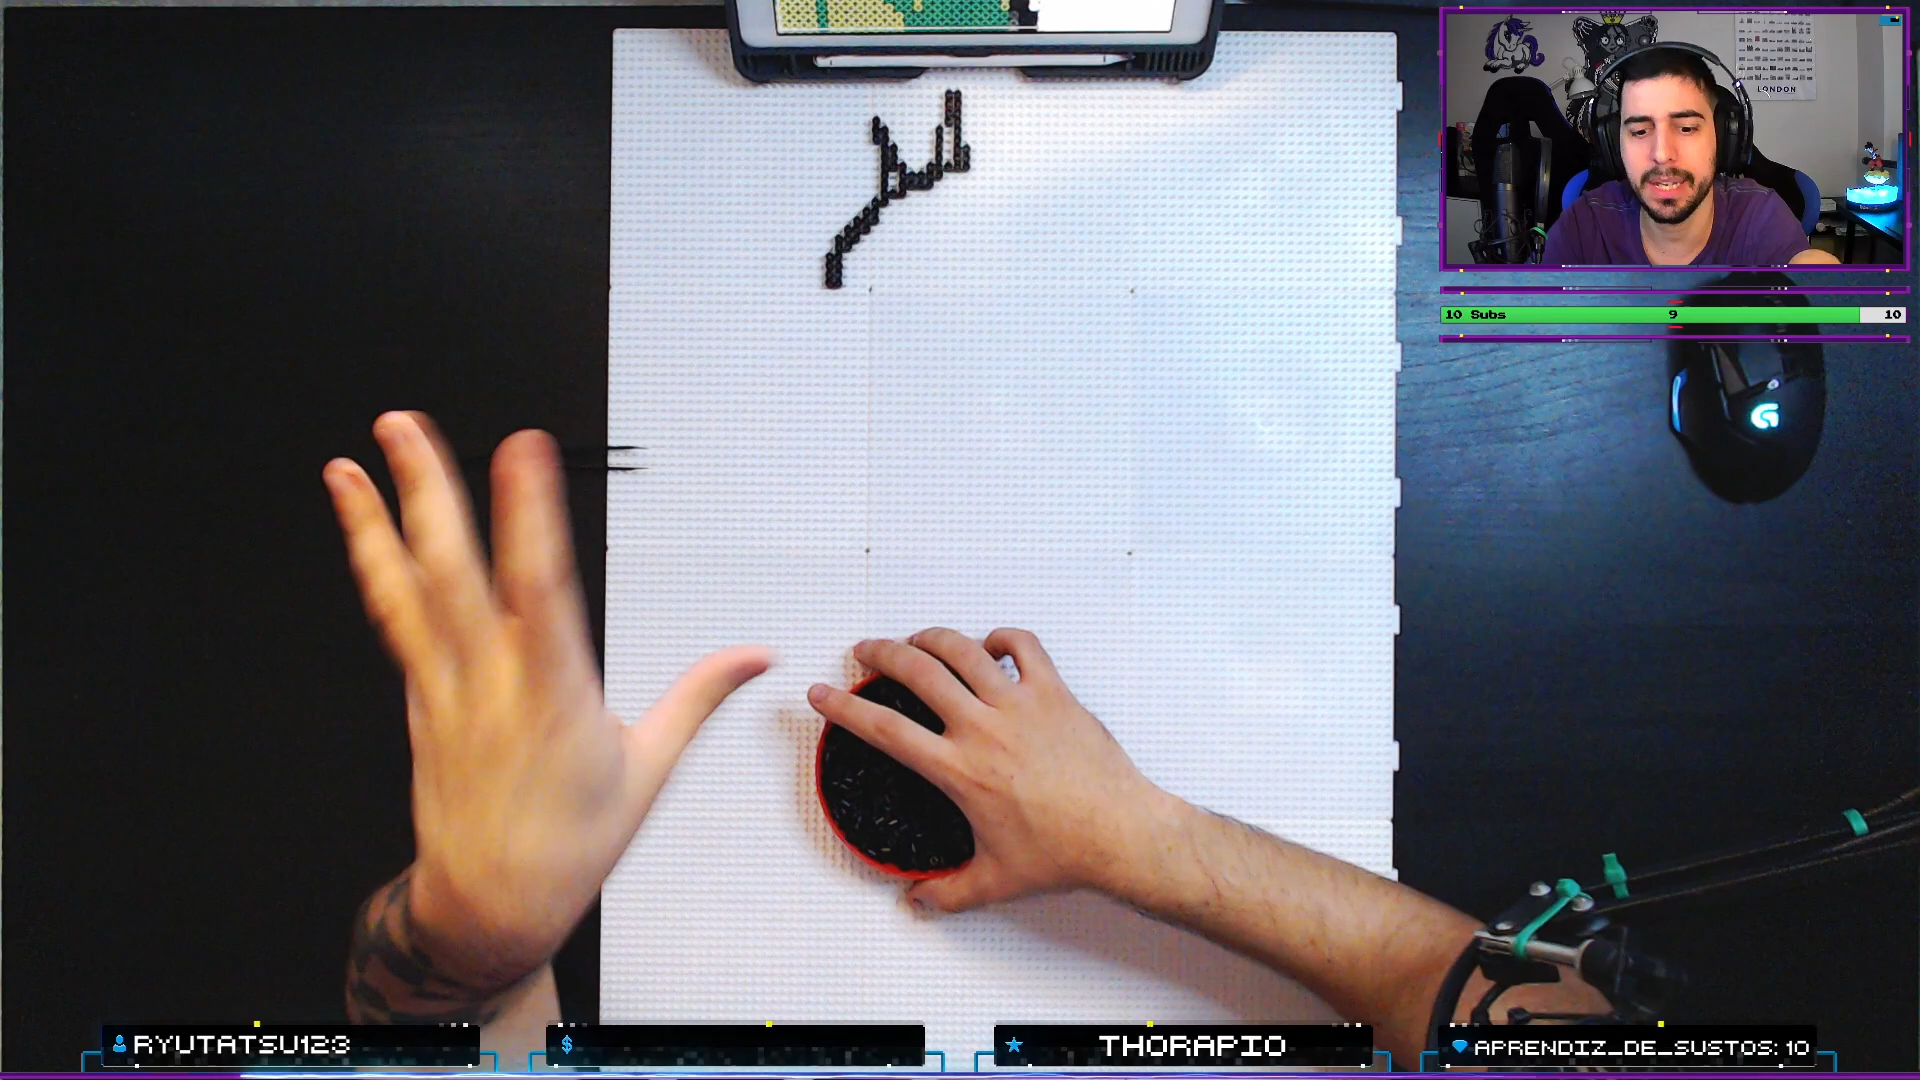 LONDON
10 Subs 9 10
RYUTATSU123
$
THORAPIO
APRENDIZ_DE_SUSTOS: 10